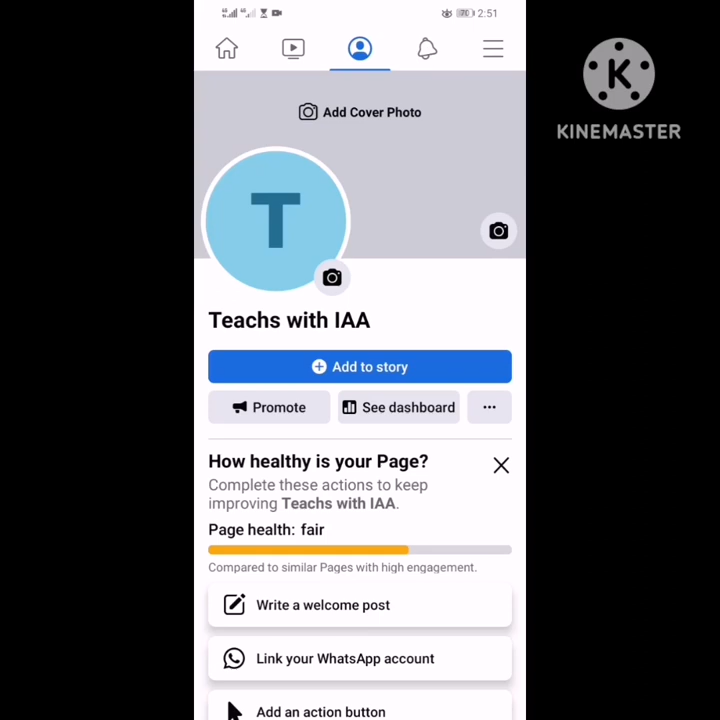 2:51
K
KINEMASTER
Add Cover Photo
T
Teachs with IAA
Add to story
Promote
See dashboard
How healthy is your Page?
Complete these actions to keep
improving Teachs with IAA.
Page health: fair
Compared to similar Pages with high engagement.
Write a welcome post
Link your WhatsApp account
Add an action button